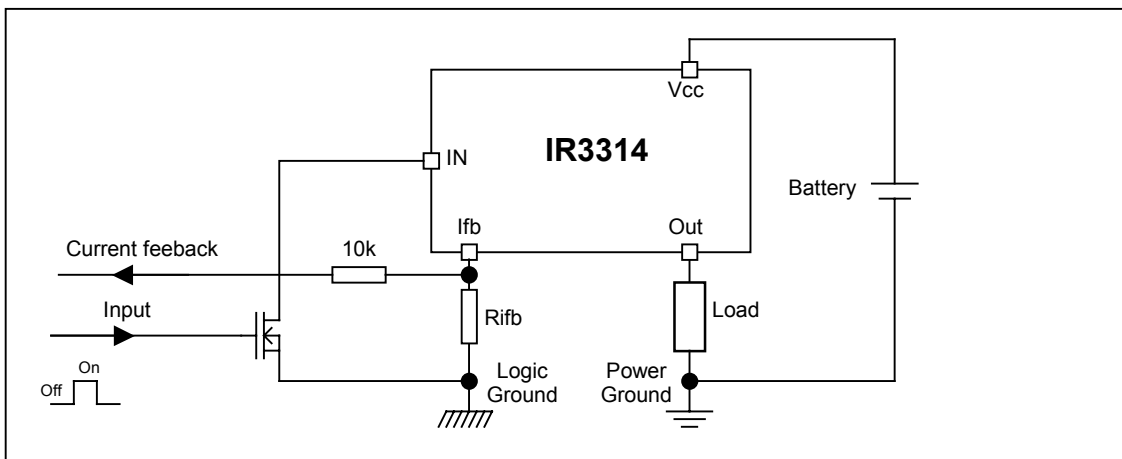 Vcc
IR3314
IN
Battery
Ifb
Out
Current feeback
10k
Input
Rifb
Load
On
Off
Logic
Ground
Power
Ground